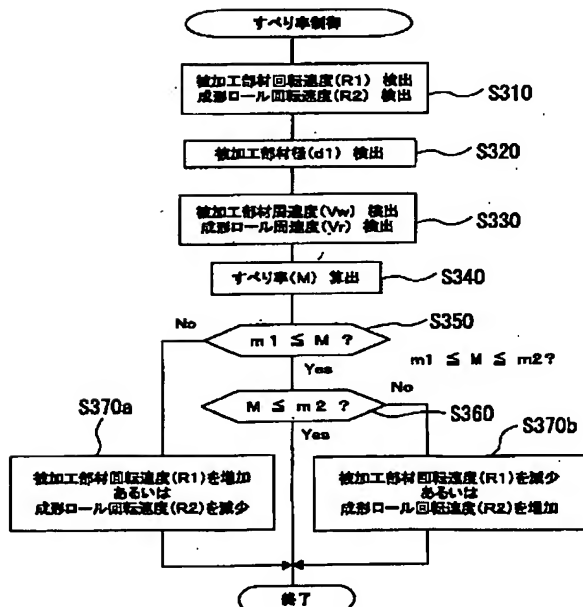 すべり率制御
被加工部材回転速度(R1) 検出
成形ロール回転速度(R2) 検出
S310
被加工部材径(d1) 検出
S320
被加工部材周速度(Vw) 検出
成形ロール周速度(Vr) 検出
S330
すべり率(M) 算出
S340
No
m1 ≦ M ?
S350
m1 ≦ M ≦ m2?
Yes
M ≦ m2 ?
No
S360
S370a
Yes
S370b
被加工部材回転速度(R1)を増加
あるいは
成形ロール回転速度(R2)を減少
被加工部材回転速度(R1)を減少
あるいは
成形ロール回転速度(R2)を増加
終了